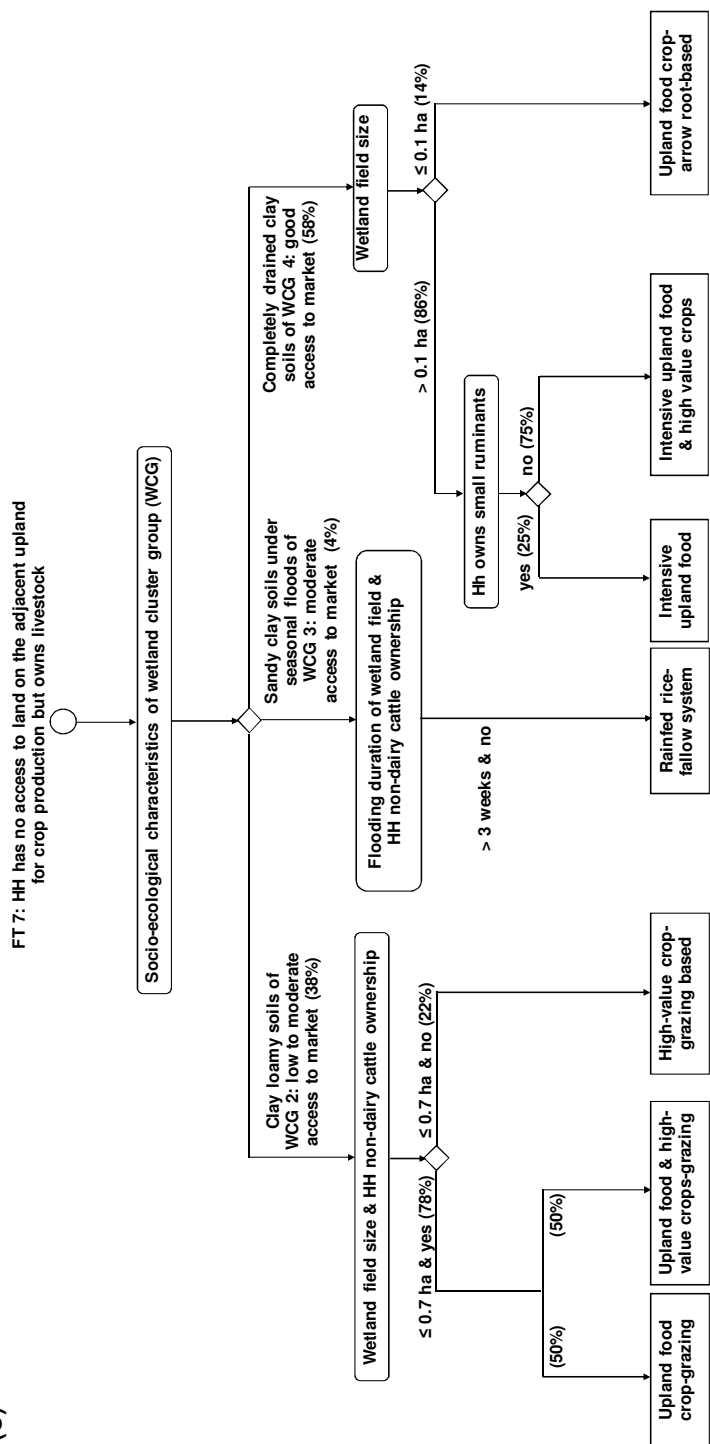 FT 7: HH has no access to land on the adjacent upland
for crop production but owns livestock
Socio-ecological characteristics of wetland cluster group (WCG)
Clay loamy soils of
WCG 2: low to moderate
access to market (38%)
Sandy clay soils under
seasonal floods of
WCG 3: moderate
access to market (4%)
Completely drained clay
soils of WCG 4: good
access to market (58%)
Wetland field size & HH non-dairy cattle ownership
Flooding duration of wetland field &
HH non-dairy cattle ownership
Wetland field size
≤ 0.7 ha & yes (78%)
≤ 0.7 ha & no (22%)
> 3 weeks & no
> 0.1 ha (86%)
≤ 0.1 ha (14%)
Hh owns small ruminants
yes (25%)
no (75%)
(50%)
(50%)
Upland food
crop-grazing
Upland food & high-
value crops-grazing
High-value crop-
grazing based
Rainfed rice-
fallow system
Intensive
upland food
Intensive upland food
& high value crops
Upland food crop-
arrow root-based